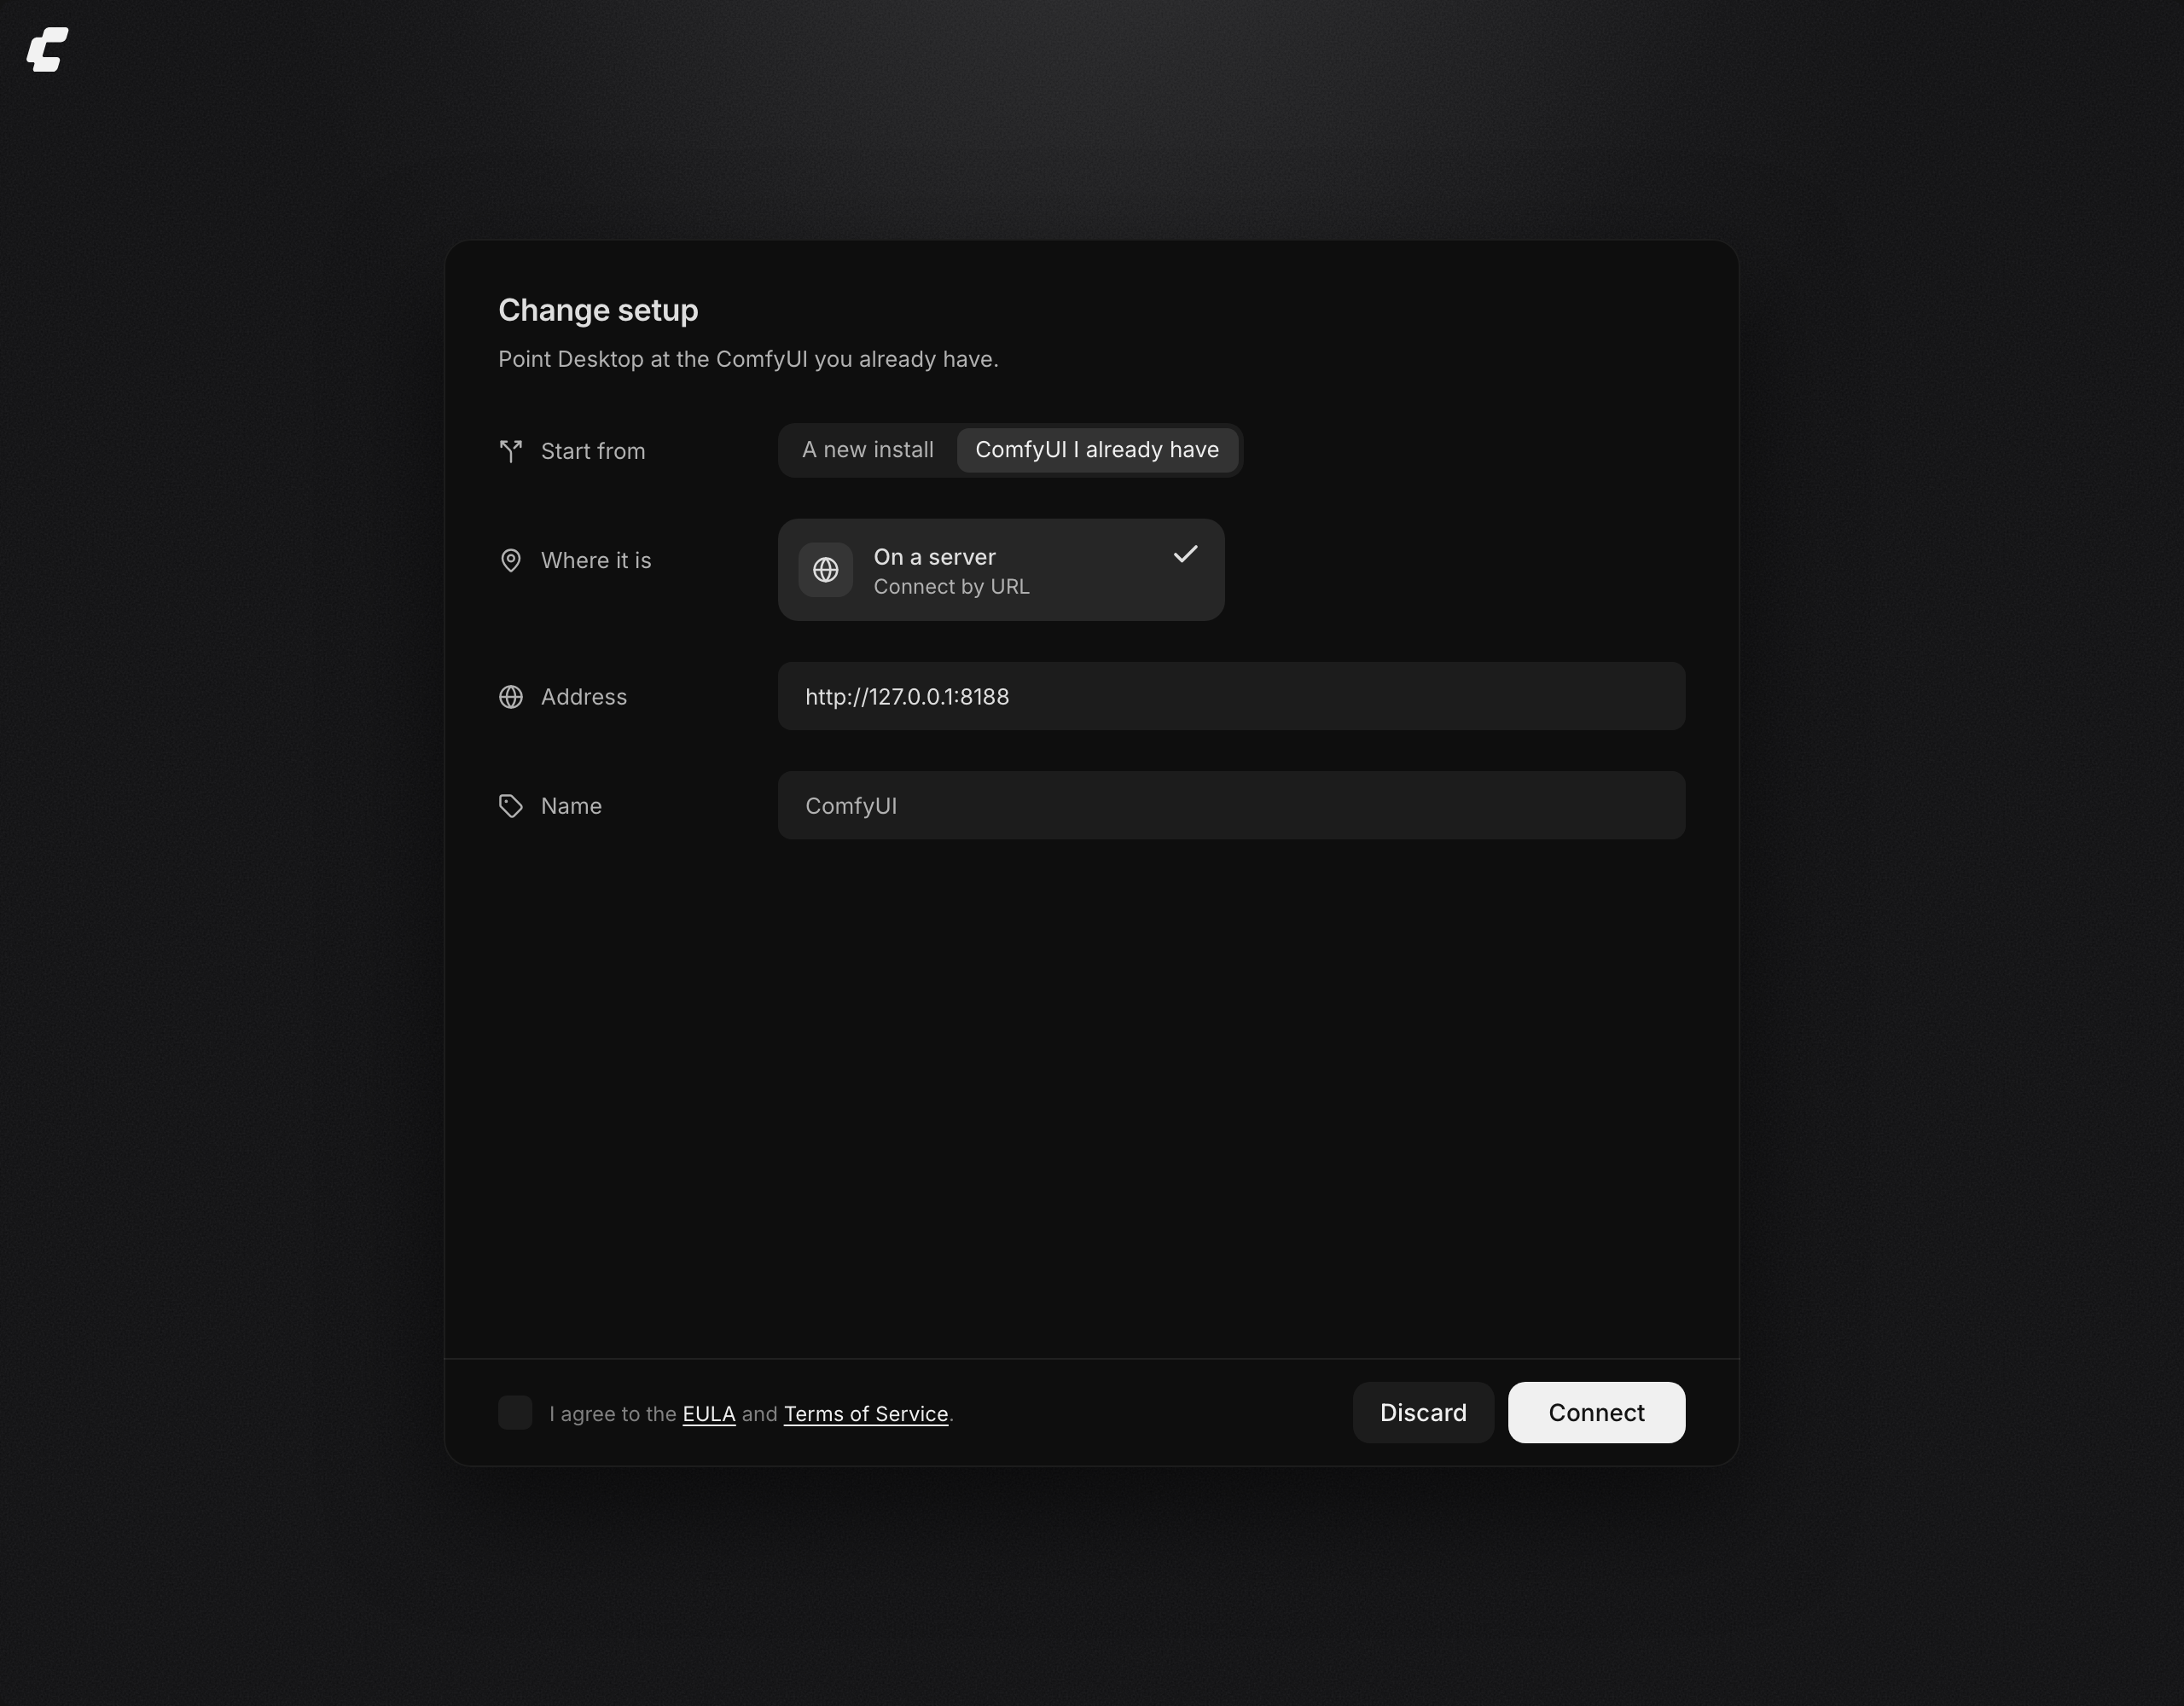 Change setup
Point Desktop at the ComfyUI you already have.
Start from
A new install
ComfyUI I already have
Where it is
On a server
Connect by URL
Address
http://127.0.0.1:8188
Name
ComfyUI
I agree to the EULA and Terms of Service.
Discard
Connect